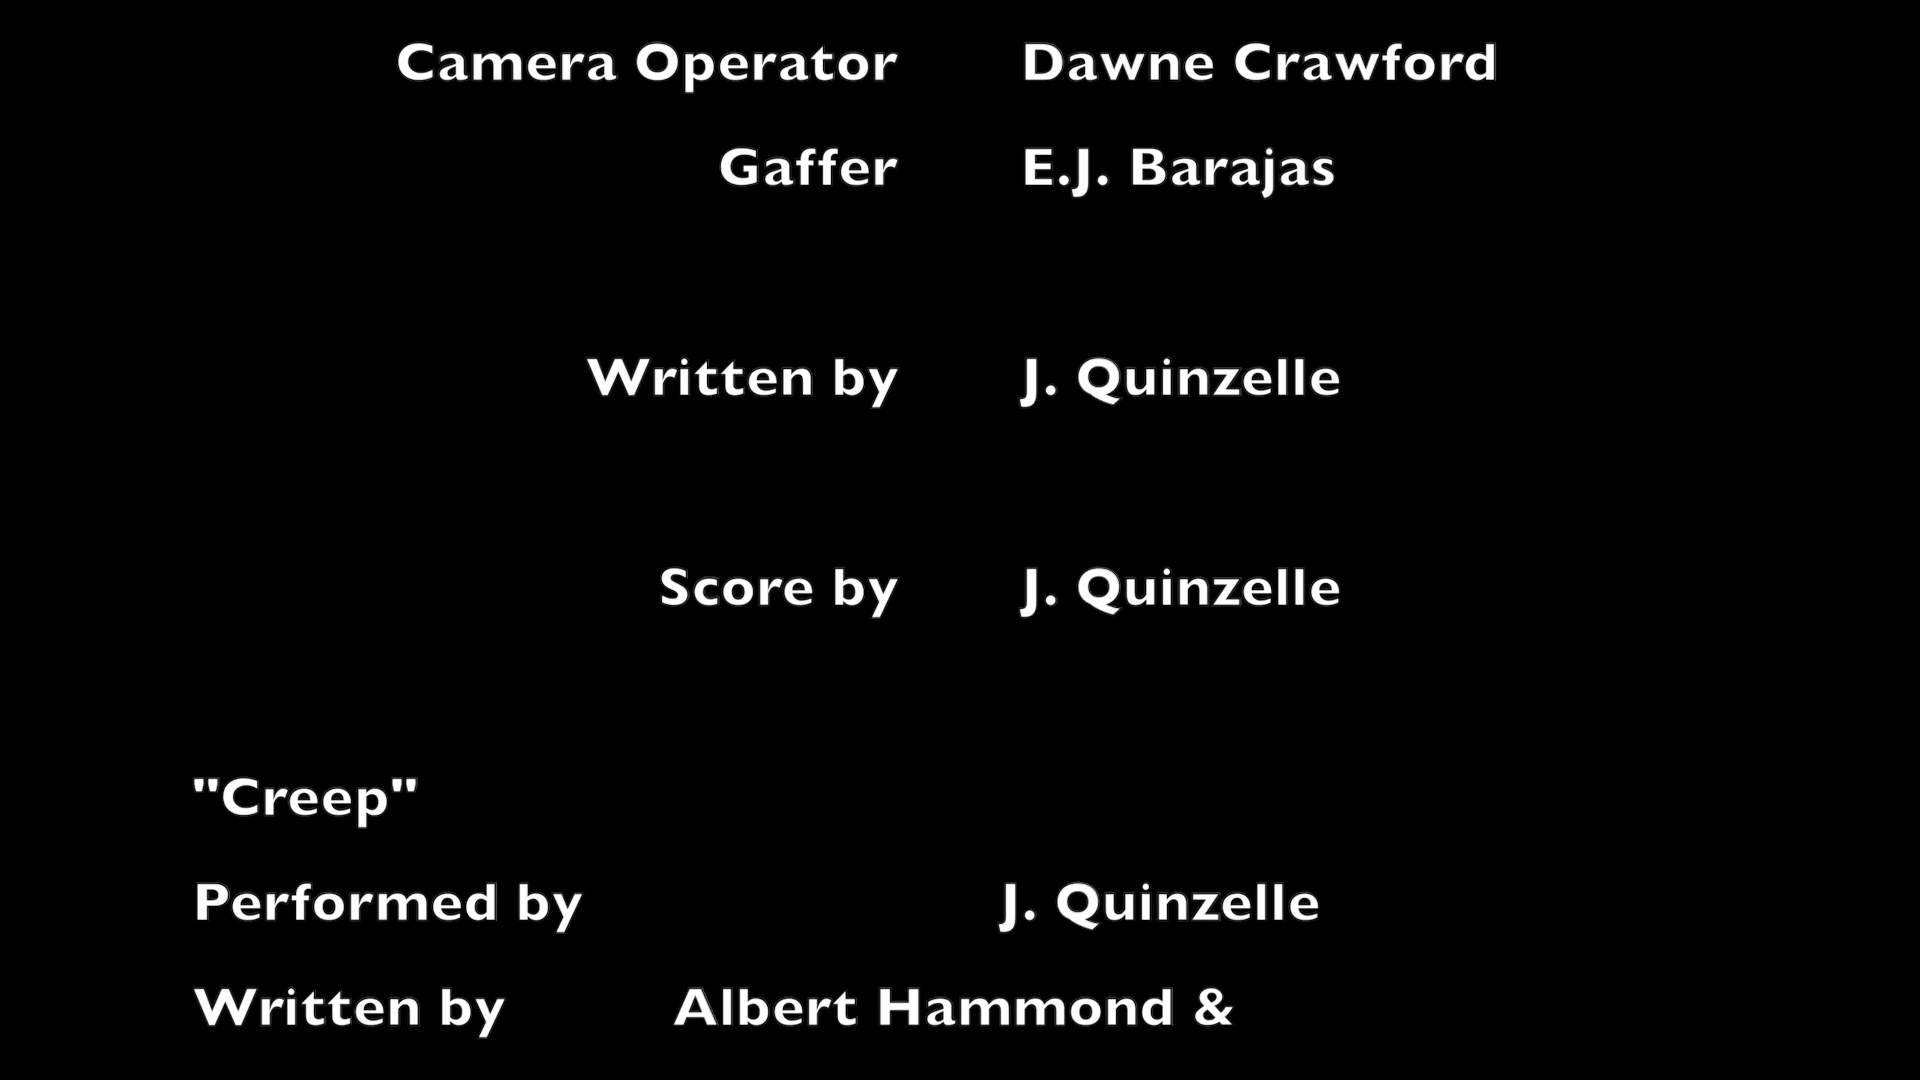 Camera Operator Dawne Crawford
Gaffer E.J. Barajas
Written by J. Quinzelle
Score by J. Quinzelle
"Creep"
Performed by J. Quinzelle
Written by Albert Hammond &